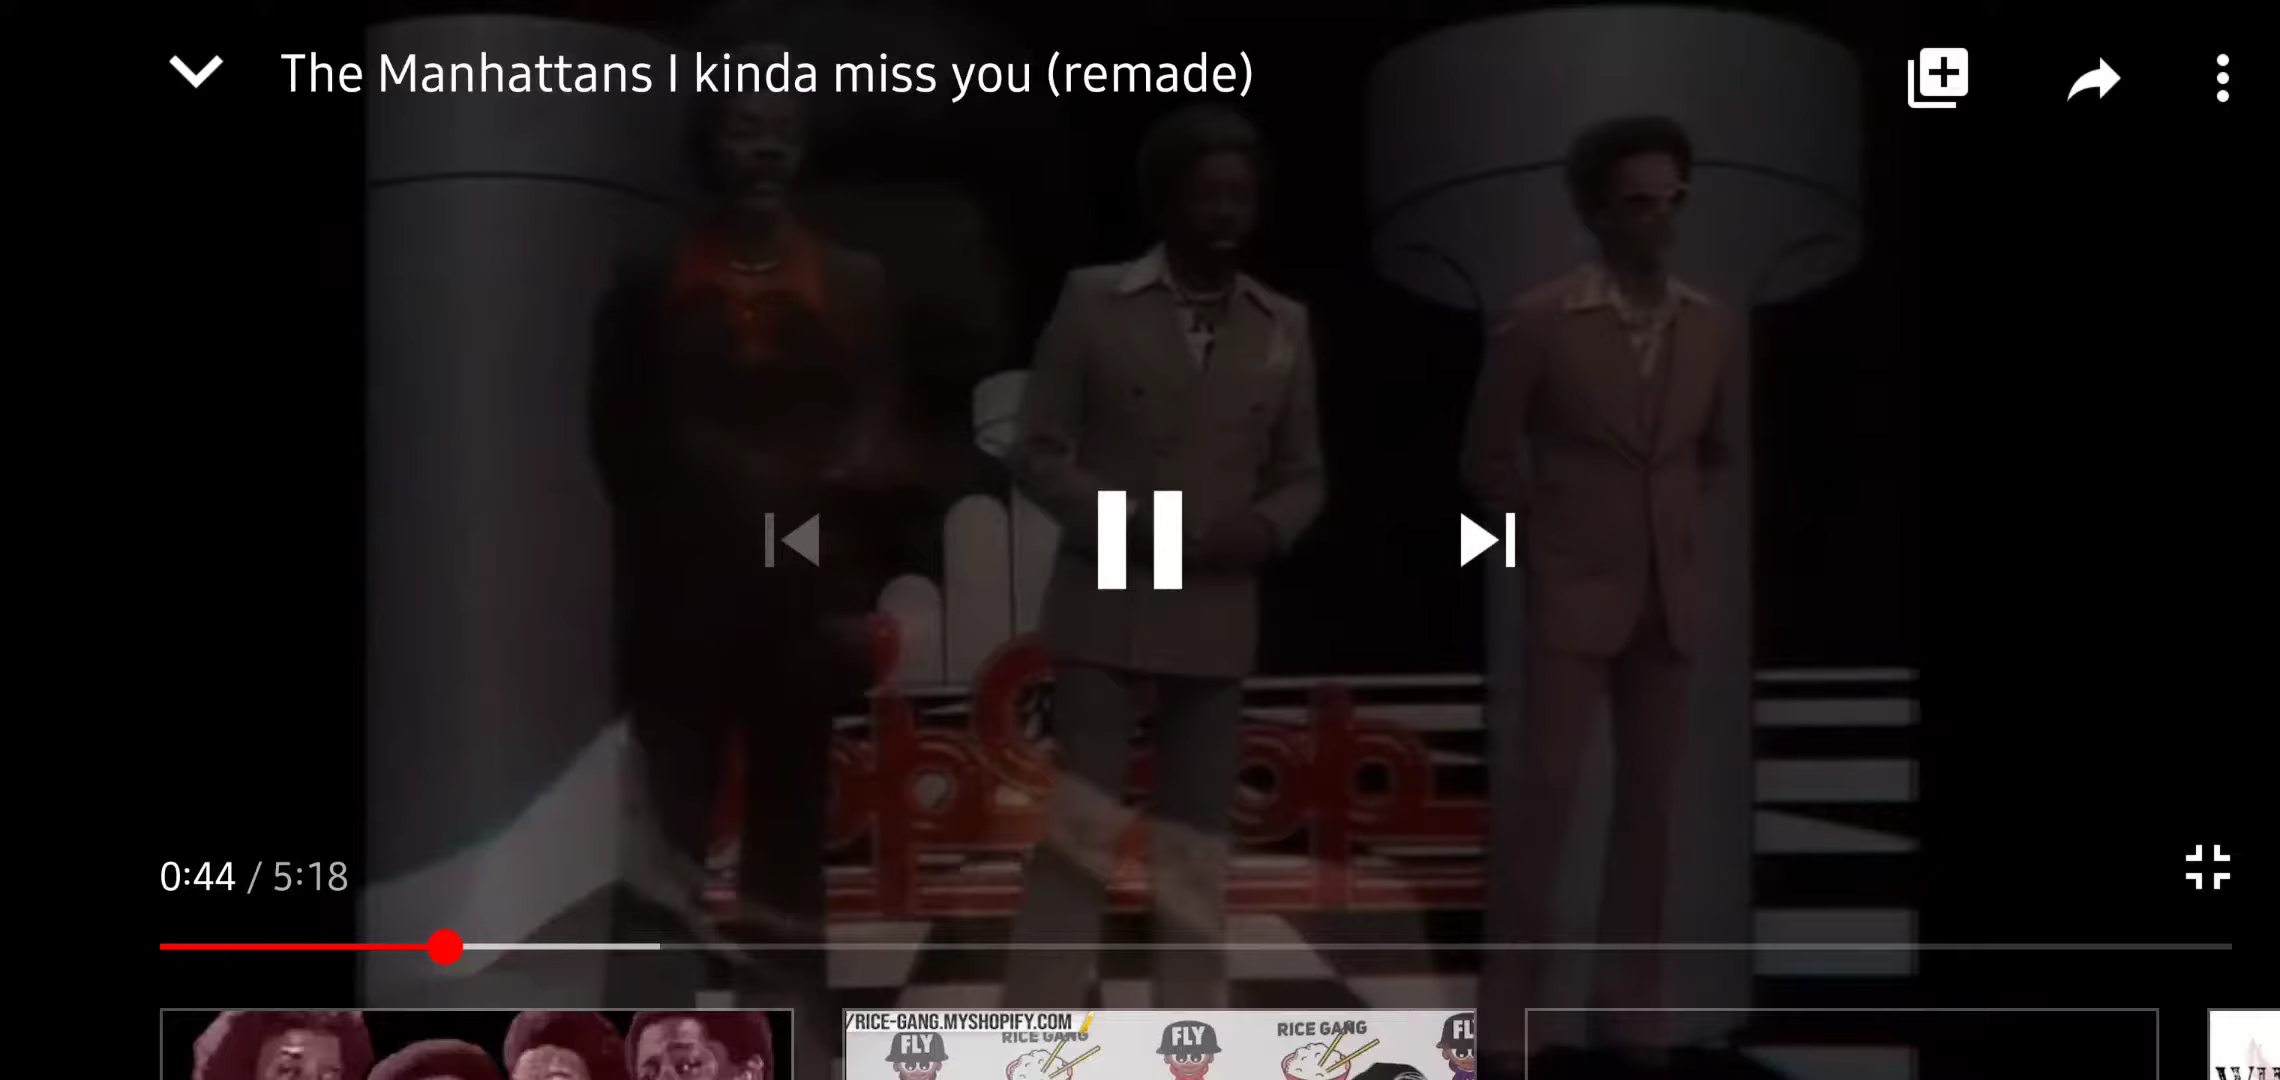 The Manhattans I kinda miss you (remade)
0:44 / 5:18
/RICE-GANG.MYSHOPIFY.COM
FLY
RICE GANG
FLY
RICE GANG